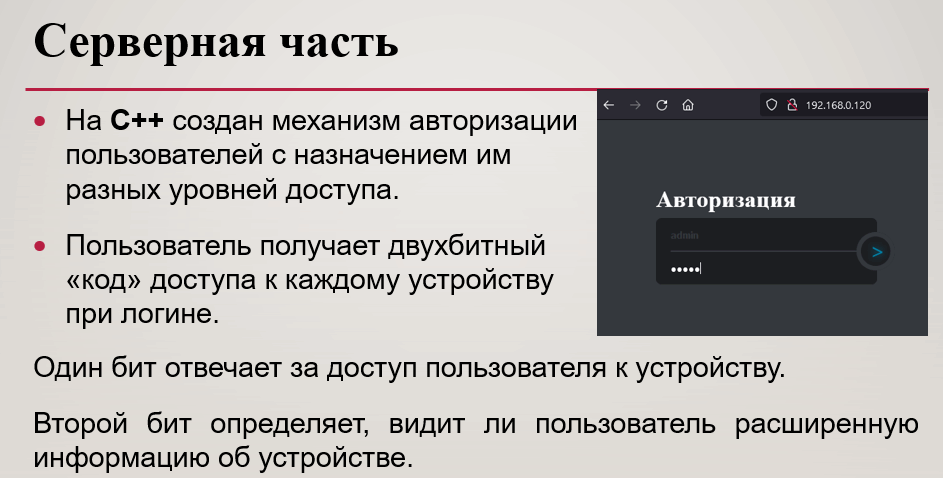 Серверная часть
На C++ создан механизм авторизации
пользователей с назначением им
разных уровней доступа.
Пользователь получает двухбитный
«код» доступа к каждому устройству
при логине.
192.168.0.120
Авторизация
admin
•••••
Один бит отвечает за доступ пользователя к устройству.
Второй бит определяет, видит ли пользователь расширенную
информацию об устройстве.